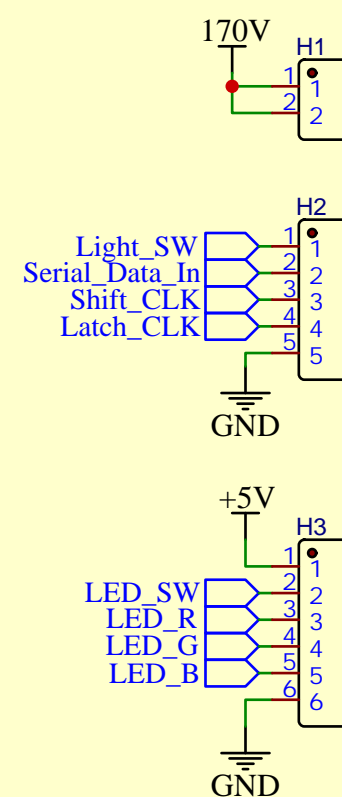 170V
H1
1 1
2 2
H2
Light_SW 1 1
Serial_Data_In 2 2
Shift_CLK 3 3
Latch_CLK 4 4
5 5
GND
+5V
H3
1 1
LED_SW 2 2
LED_R 3 3
LED_G 4 4
LED_B 5 5
6 6
GND